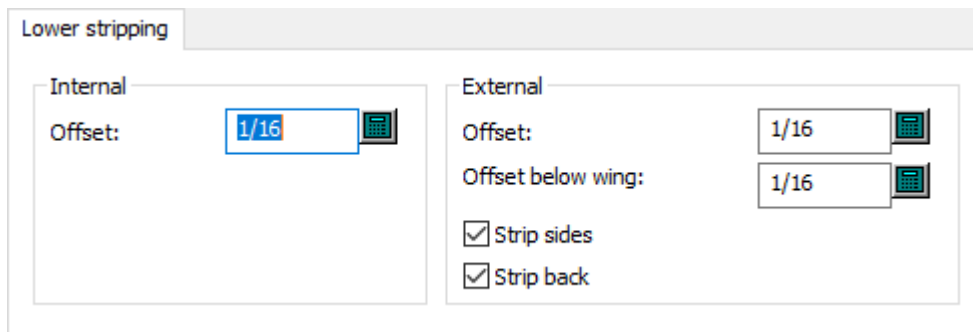 Lower stripping
Internal
Offset:
1/16
External
Offset:
1/16
Offset below wing:
1/16
Strip sides
Strip back